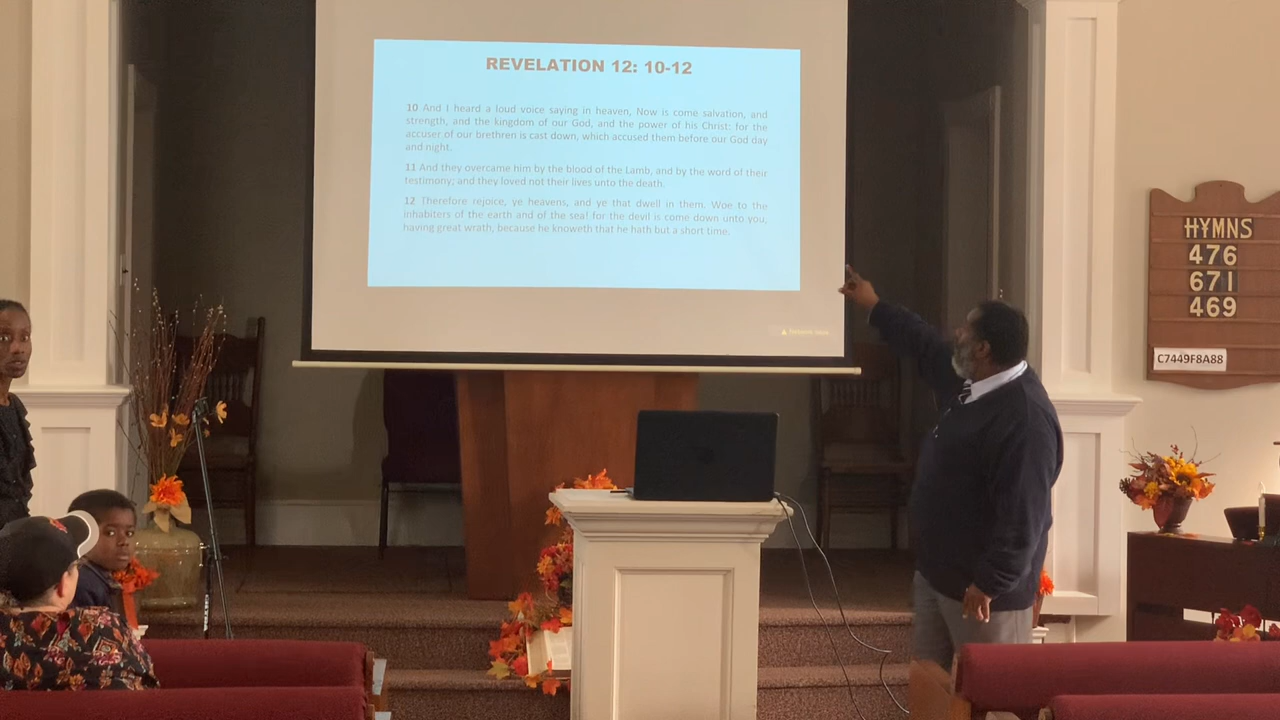 REVELATION 12: 10-12
10 And I heard a loud voice saying in heaven, Now is come salvation, and
strength, and the kingdom of our God, and the power of his Christ: for the
accuser of our brethren is cast down, which accused them before our God day
and night.
11 And they overcame him by the blood of the Lamb, and by the word of their
testimony; and they loved not their lives unto the death.
12 Therefore rejoice, ye heavens, and ye that dwell in them. Woe to the
inhabiters of the earth and of the sea! for the devil is come down unto you,
having great wrath, because he knoweth that he hath but a short time.
HYMNS
476
671
469
C7449F8A88